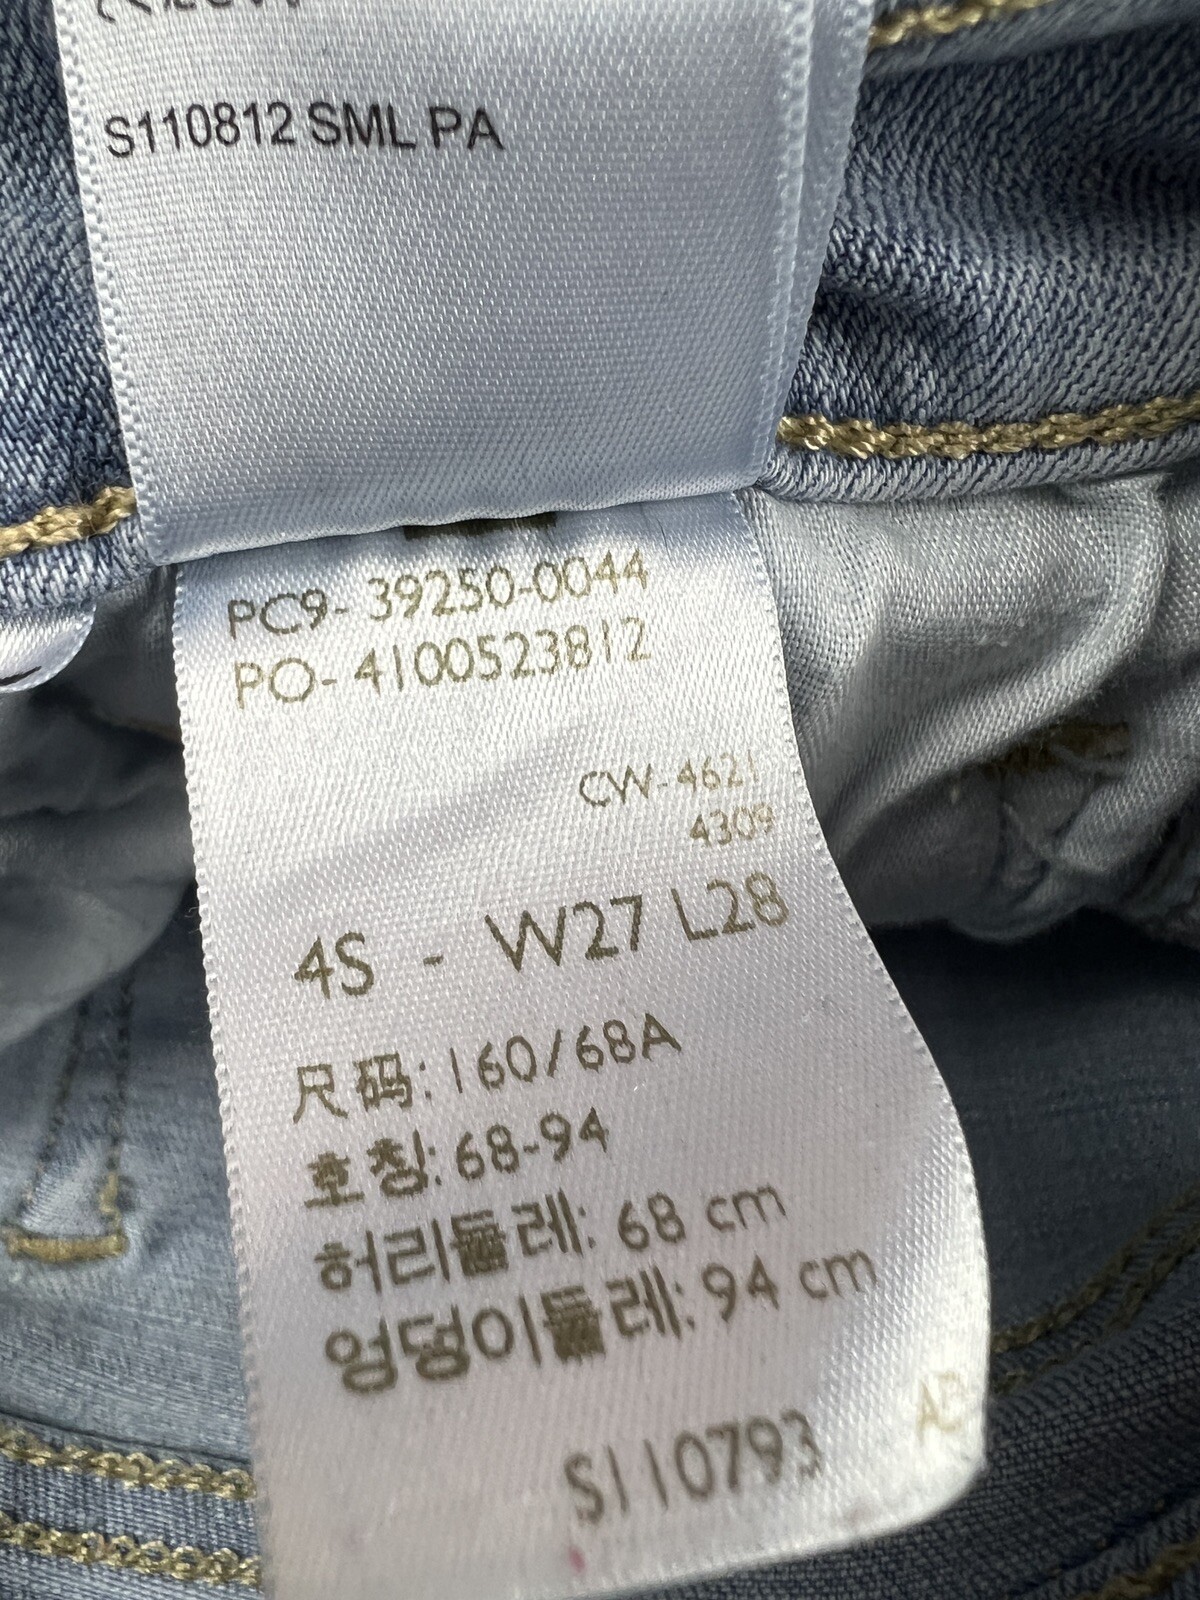 S110812 SML PA
PC9- 39250-0044
PO- 4100523812
CW-4621
4309
4S - W27 L28
尺码: 160/68A
호칭: 68-94
허리둘레: 68 cm
엉덩이둘레: 94 cm
S110793